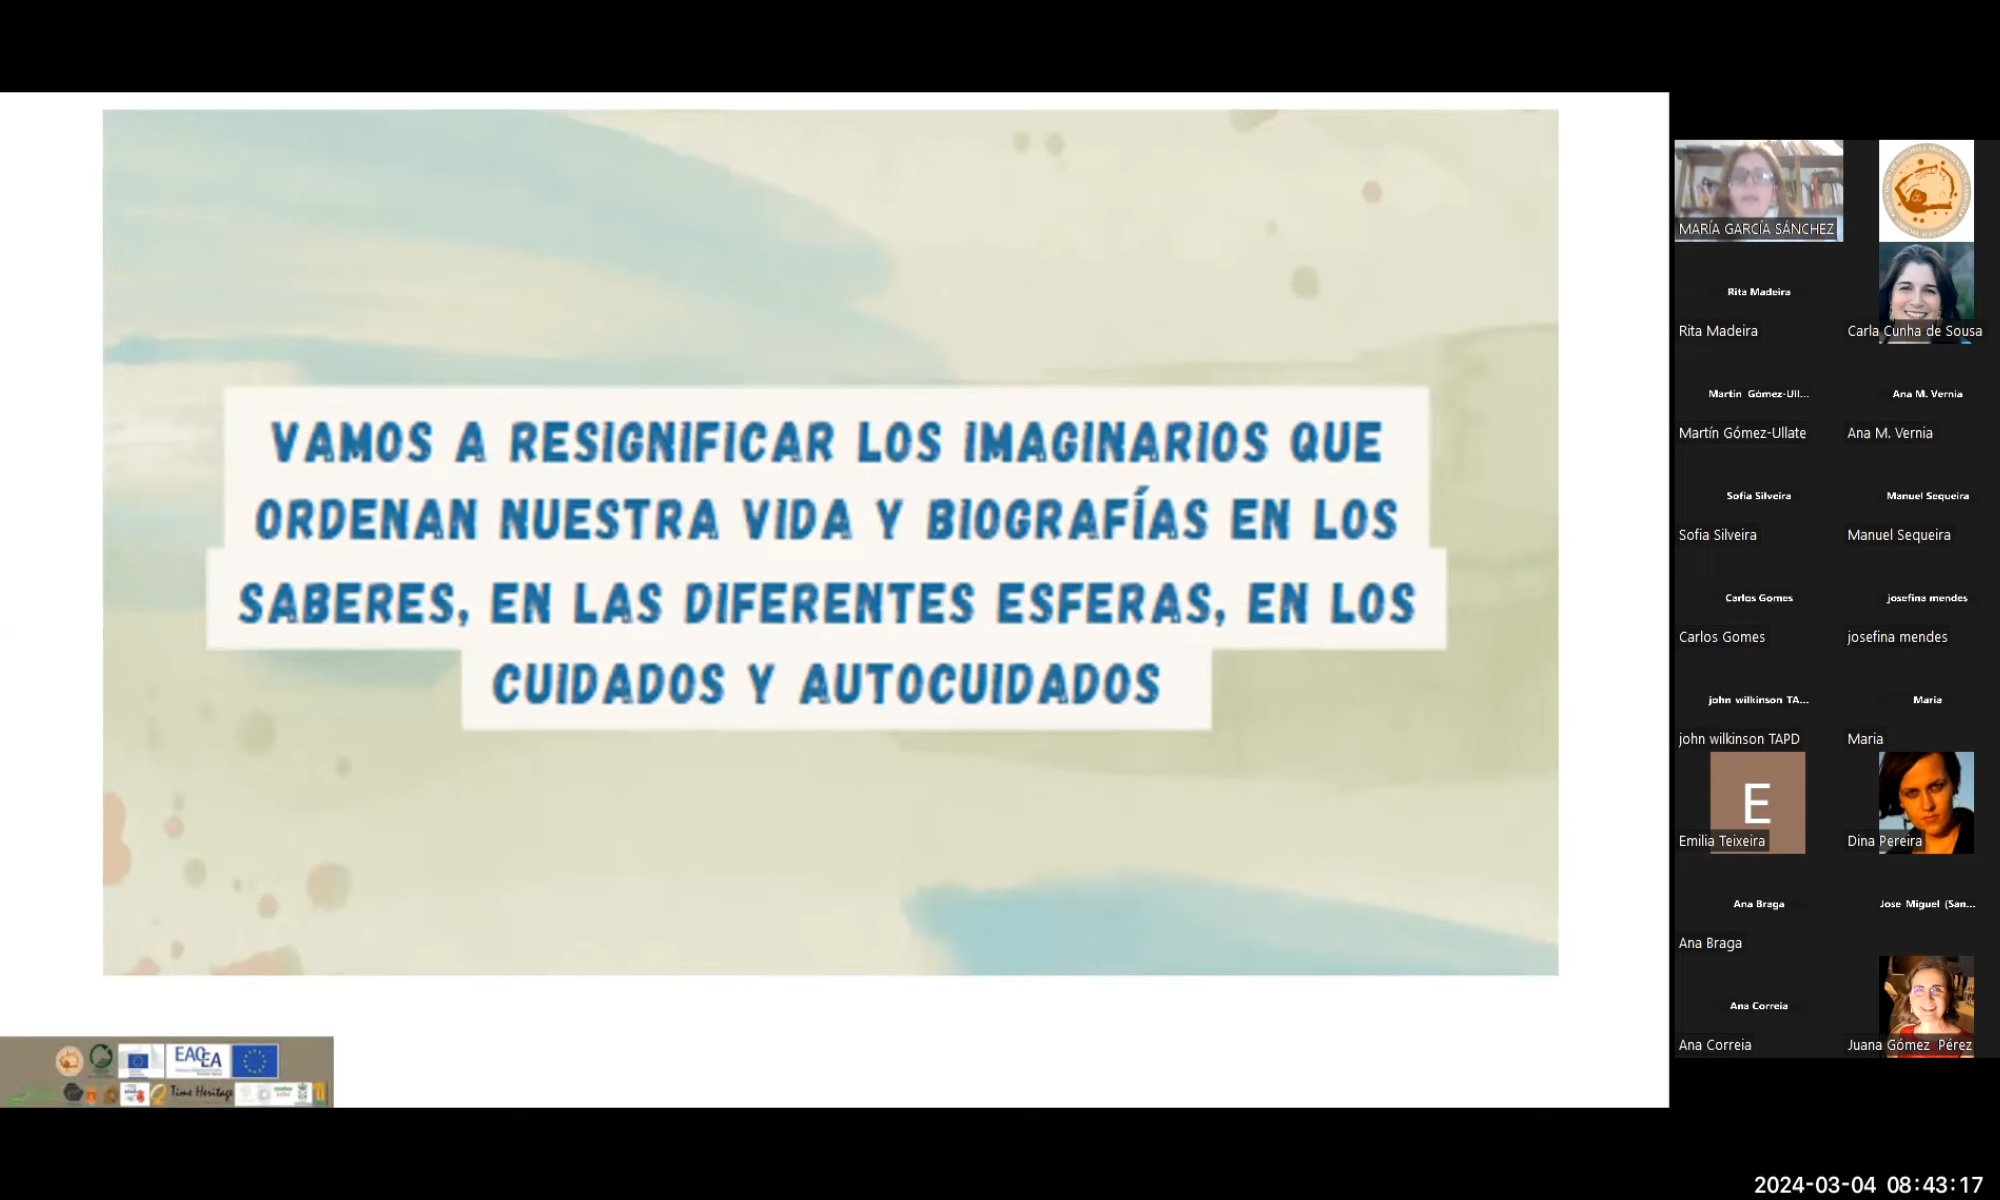 VAMOS A RESIGNIFICAR LOS IMAGINARIOS QUE
ORDENAN NUESTRA VIDA Y BIOGRAFÍAS EN LOS
SABERES, EN LAS DIFERENTES ESFERAS, EN LOS
CUIDADOS Y AUTOCUIDADOS
MARÍA GARCÍA SÁNCHEZ
Rita Madeira
Rita Madeira
Carla Cunha de Sousa
Martín Gómez-Ull...
Ana M. Vernia
Martín Gómez-Ullate
Ana M. Vernia
Sofia Silveira
Manuel Sequeira
Sofia Silveira
Manuel Sequeira
Carlos Gomes
josefina mendes
Carlos Gomes
josefina mendes
john wilkinson TA...
Maria
john wilkinson TAPD
Maria
E
Emilia Teixeira
Dina Pereira
Ana Braga
Jose Miguel (San...
Ana Braga
Ana Correia
Ana Correia
Juana Gómez Pérez
EACEA
Time Heritage
2024-03-04 08:43:17